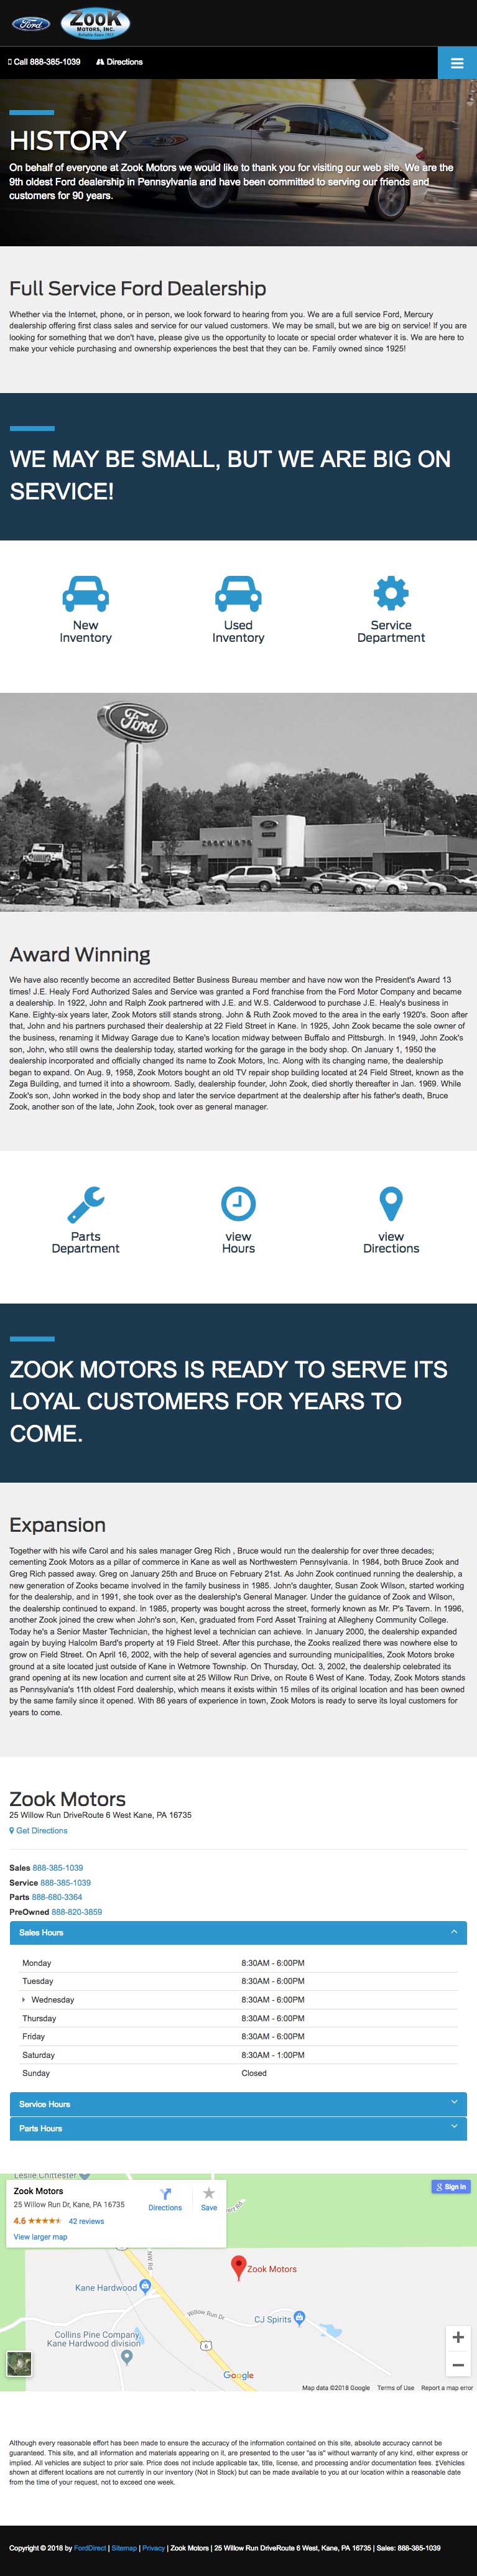 Ford
Zook
MOTORS, INC.
Reliable Since 1925
Call 888-385-1039
Directions
HISTORY
On behalf of everyone at Zook Motors we would like to thank you for visiting our web site. We are the
9th oldest Ford dealership in Pennsylvania and have been committed to serving our friends and
customers for 90 years.
Full Service Ford Dealership
Whether via the Internet, phone, or in person, we look forward to hearing from you. We are a full service Ford, Mercury
dealership offering first class sales and service for our valued customers. We may be small, but we are big on service! If you are
looking for something that we don't have, please give us the opportunity to locate or special order whatever it is. We are here to
make your vehicle purchasing and ownership experiences the best that they can be. Family owned since 1925!
WE MAY BE SMALL, BUT WE ARE BIG ON
SERVICE!
New
Inventory
Used
Inventory
Service
Department
Ford
ZOOK MOTO
Award Winning
We have also recently become an accredited Better Business Bureau member and have now won the President's Award 13
times! J.E. Healy Ford Authorized Sales and Service was granted a Ford franchise from the Ford Motor Company and became
a dealership. In 1922, John and Ralph Zook partnered with J.E. and W.S. Calderwood to purchase J.E. Healy's business in
Kane. Eighty-six years later, Zook Motors still stands strong. John & Ruth Zook moved to the area in the early 1920's. Soon after
that, John and his partners purchased their dealership at 22 Field Street in Kane. In 1925, John Zook became the sole owner of
the business, renaming it Midway Garage due to Kane's location midway between Buffalo and Pittsburgh. In 1949, John Zook's
son, John, who still owns the dealership today, started working for the garage in the body shop. On January 1, 1950 the
dealership incorporated and officially changed its name to Zook Motors, Inc. Along with its changing name, the dealership
began to expand. On Aug. 9, 1958, Zook Motors bought an old TV repair shop building located at 24 Field Street, known as the
Zega Building, and turned it into a showroom. Sadly, dealership founder, John Zook, died shortly thereafter in Jan. 1969. While
Zook's son, John worked in the body shop and later the service department at the dealership after his father's death, Bruce
Zook, another son of the late, John Zook, took over as general manager.
Parts
Department
view
Hours
view
Directions
ZOOK MOTORS IS READY TO SERVE ITS
LOYAL CUSTOMERS FOR YEARS TO
COME.
Expansion
Together with his wife Carol and his sales manager Greg Rich , Bruce would run the dealership for over three decades;
cementing Zook Motors as a pillar of commerce in Kane as well as Northwestern Pennsylvania. In 1984, both Bruce Zook and
Greg Rich passed away. Greg on January 25th and Bruce on February 21st. As John Zook continued running the dealership, a
new generation of Zooks became involved in the family business in 1985. John's daughter, Susan Zook Wilson, started working
for the dealership, and in 1991, she took over as the dealership's General Manager. Under the guidance of Zook and Wilson,
the dealership continued to expand. In 1985, property was bought across the street, formerly known as Mr. P's Tavern. In 1996,
another Zook joined the crew when John's son, Ken, graduated from Ford Asset Training at Allegheny Community College.
Today he's a Senior Master Technician, the highest level a technician can achieve. In January 2000, the dealership expanded
again by buying Halcolm Bard's property at 19 Field Street. After this purchase, the Zooks realized there was nowhere else to
grow on Field Street. On April 16, 2002, with the help of several agencies and surrounding municipalities, Zook Motors broke
ground at a site located just outside of Kane in Wetmore Township. On Thursday, Oct. 3, 2002, the dealership celebrated its
grand opening at its new location and current site at 25 Willow Run Drive, on Route 6 West of Kane. Today, Zook Motors stands
as Pennsylvania's 11th oldest Ford dealership, which means it exists within 15 miles of its original location and has been owned
by the same family since it opened. With 86 years of experience in town, Zook Motors is ready to serve its loyal customers for
years to come.
Zook Motors
25 Willow Run DriveRoute 6 West Kane, PA 16735
Get Directions
Sales 888-385-1039
Service 888-385-1039
Parts 888-680-3364
PreOwned 888-820-3859
Sales Hours
Monday 8:30AM - 6:00PM
Tuesday 8:30AM - 6:00PM
Wednesday 8:30AM - 6:00PM
Thursday 8:30AM - 6:00PM
Friday 8:30AM - 6:00PM
Saturday 8:30AM - 1:00PM
Sunday Closed
Service Hours
Parts Hours
Leslie Chittester
Zook Motors
25 Willow Run Dr, Kane, PA 16735
4.6 ★★★★★ 42 reviews
View larger map
Directions
Save
Sign in
NW Rd
Zook Motors
Kane Hardwood
Willow Run Dr
CJ Spirits
Collins Pine Company,
Kane Hardwood division
6
Google
Map data ©2018 Google Terms of Use Report a map error
Although every reasonable effort has been made to ensure the accuracy of the information contained on this site, absolute accuracy cannot be
guaranteed. This site, and all information and materials appearing on it, are presented to the user "as is" without warranty of any kind, either express or
implied. All vehicles are subject to prior sale. Price does not include applicable tax, title, license, and processing and/or documentation fees. ‡Vehicles
shown at different locations are not currently in our inventory (Not in Stock) but can be made available to you at our location within a reasonable date
from the time of your request, not to exceed one week.
Copyright © 2018 by FordDirect | Sitemap | Privacy | Zook Motors | 25 Willow Run DriveRoute 6 West, Kane, PA 16735 | Sales: 888-385-1039